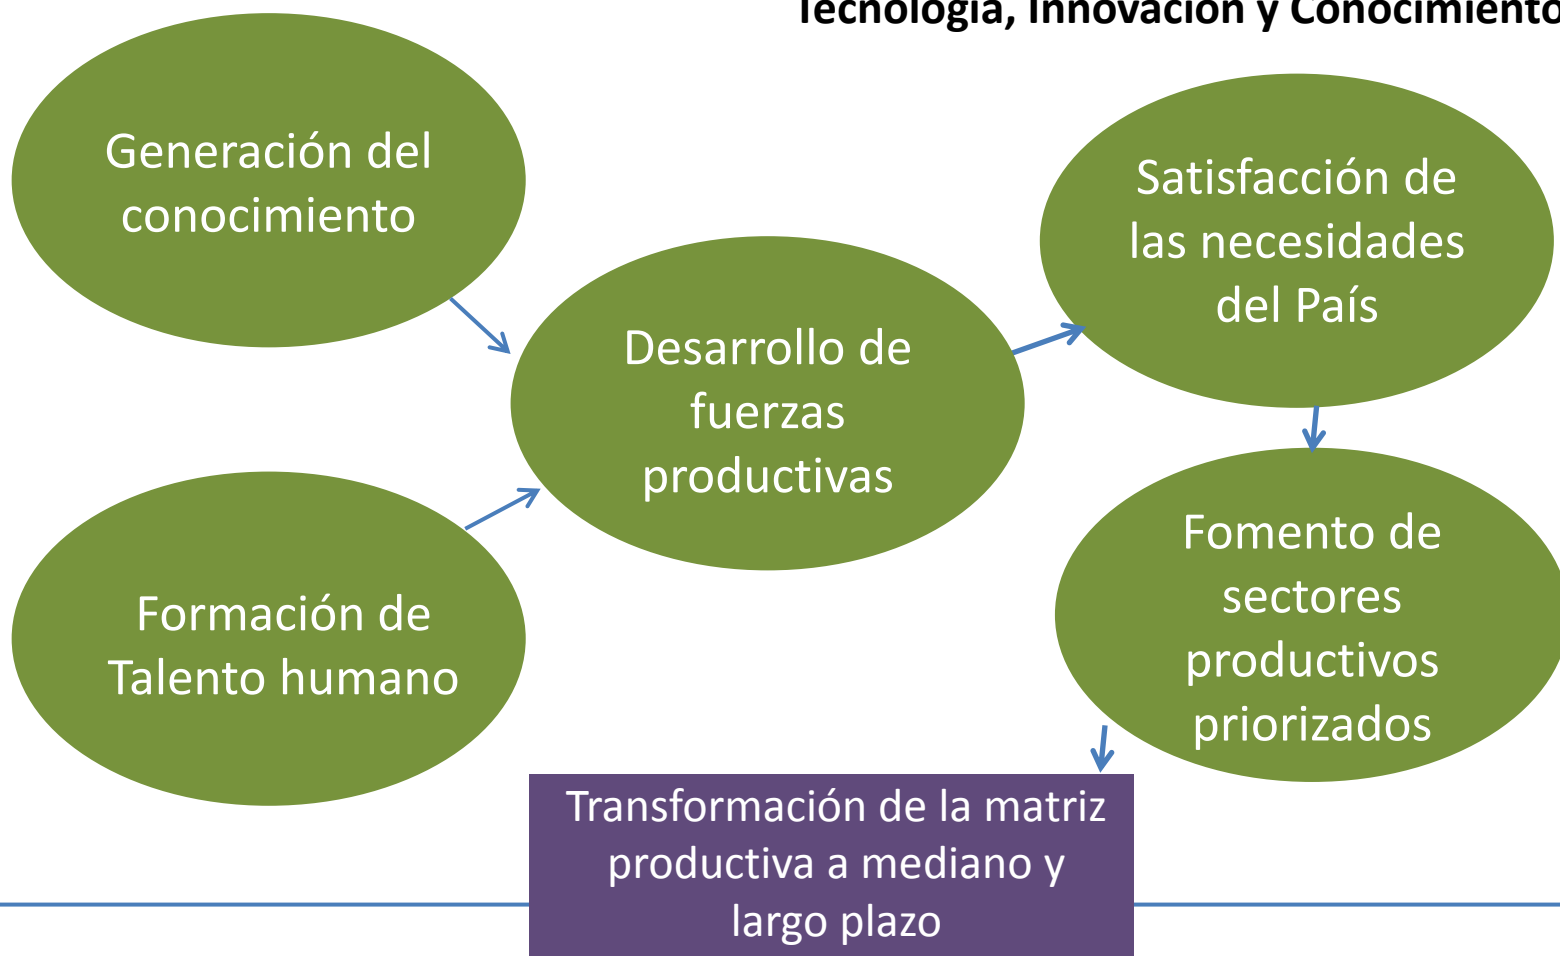 Tecnología, Innovación y Conocimiento
Generación del
conocimiento
Satisfacción de
las necesidades
del País
Desarrollo de
fuerzas
productivas
Formación de
Talento humano
Fomento de
sectores
productivos
priorizados
Transformación de la matriz
productiva a mediano y
largo plazo